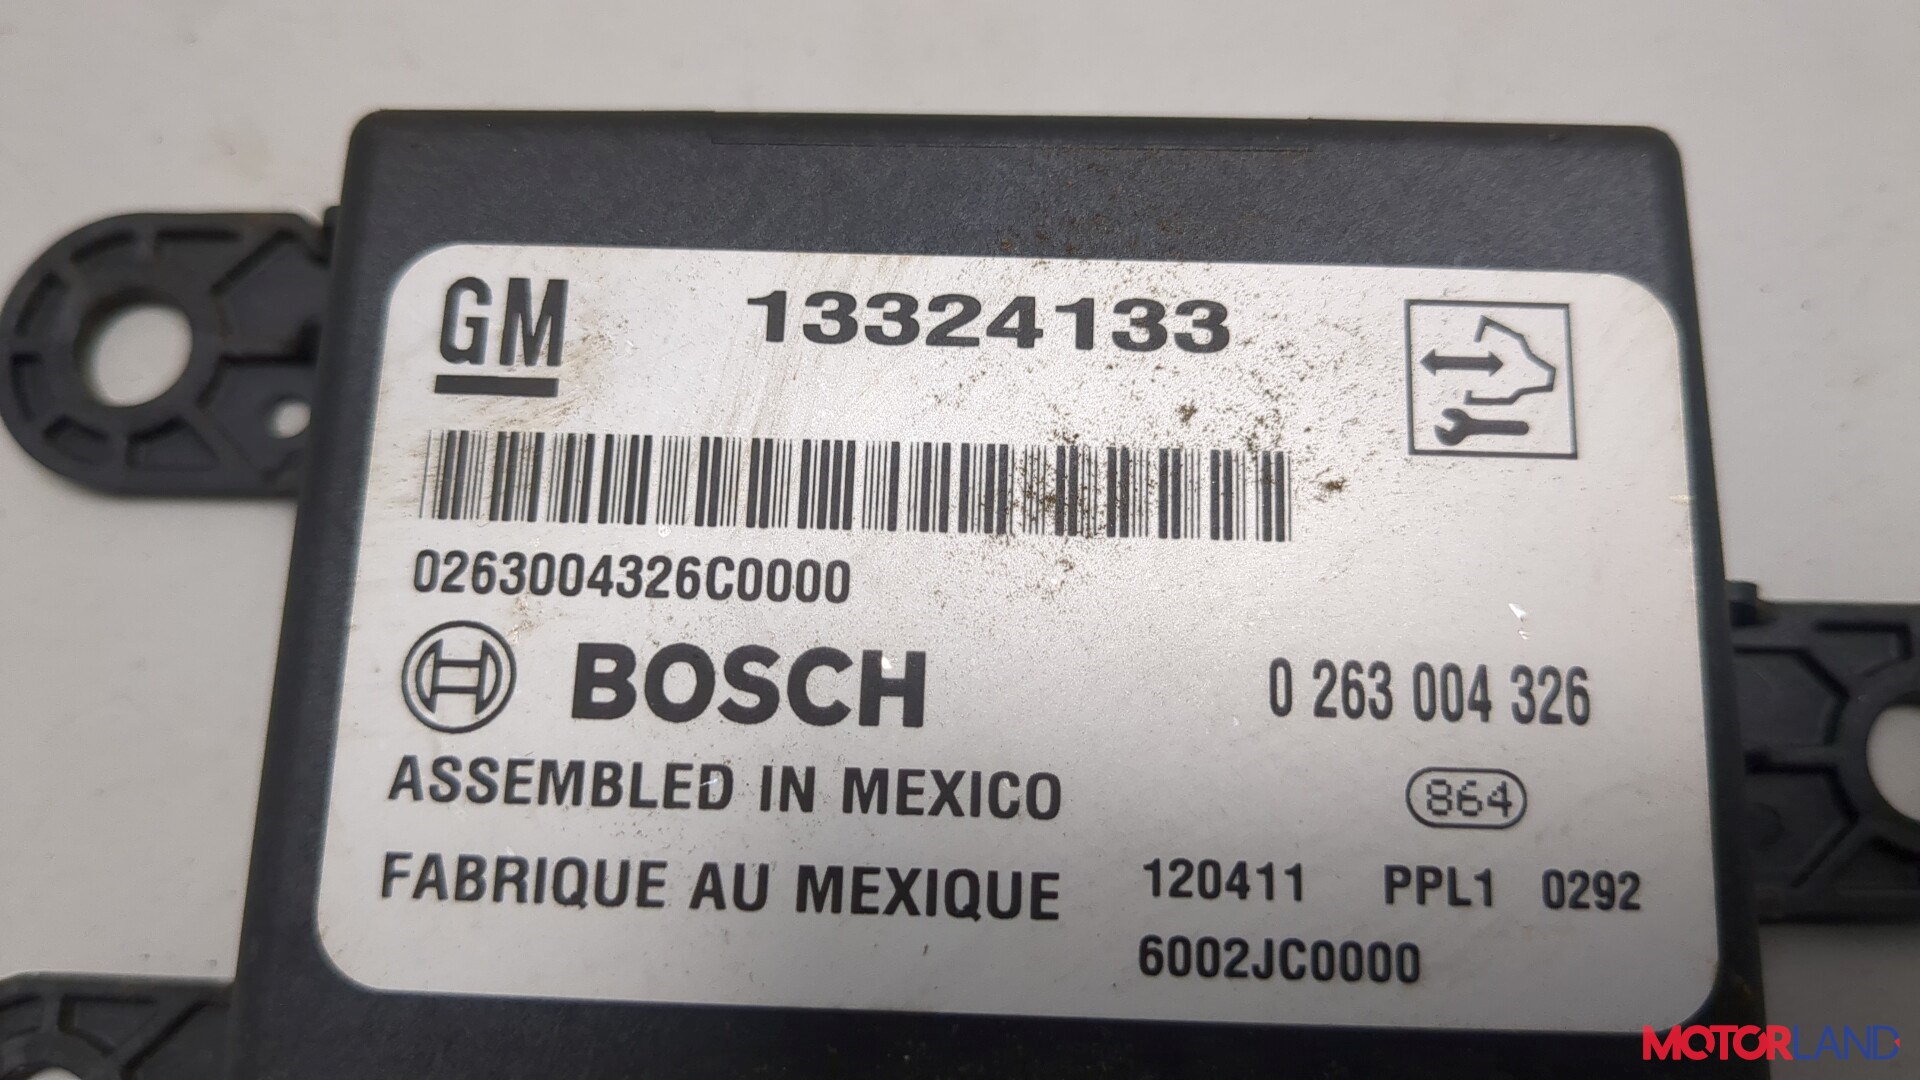 GM 13324133
0263004326C0000
BOSCH 0 263 004 326
ASSEMBLED IN MEXICO 864
FABRIQUE AU MEXIQUE 120411 PPL1 0292
6002JC0000
MOTORLAND